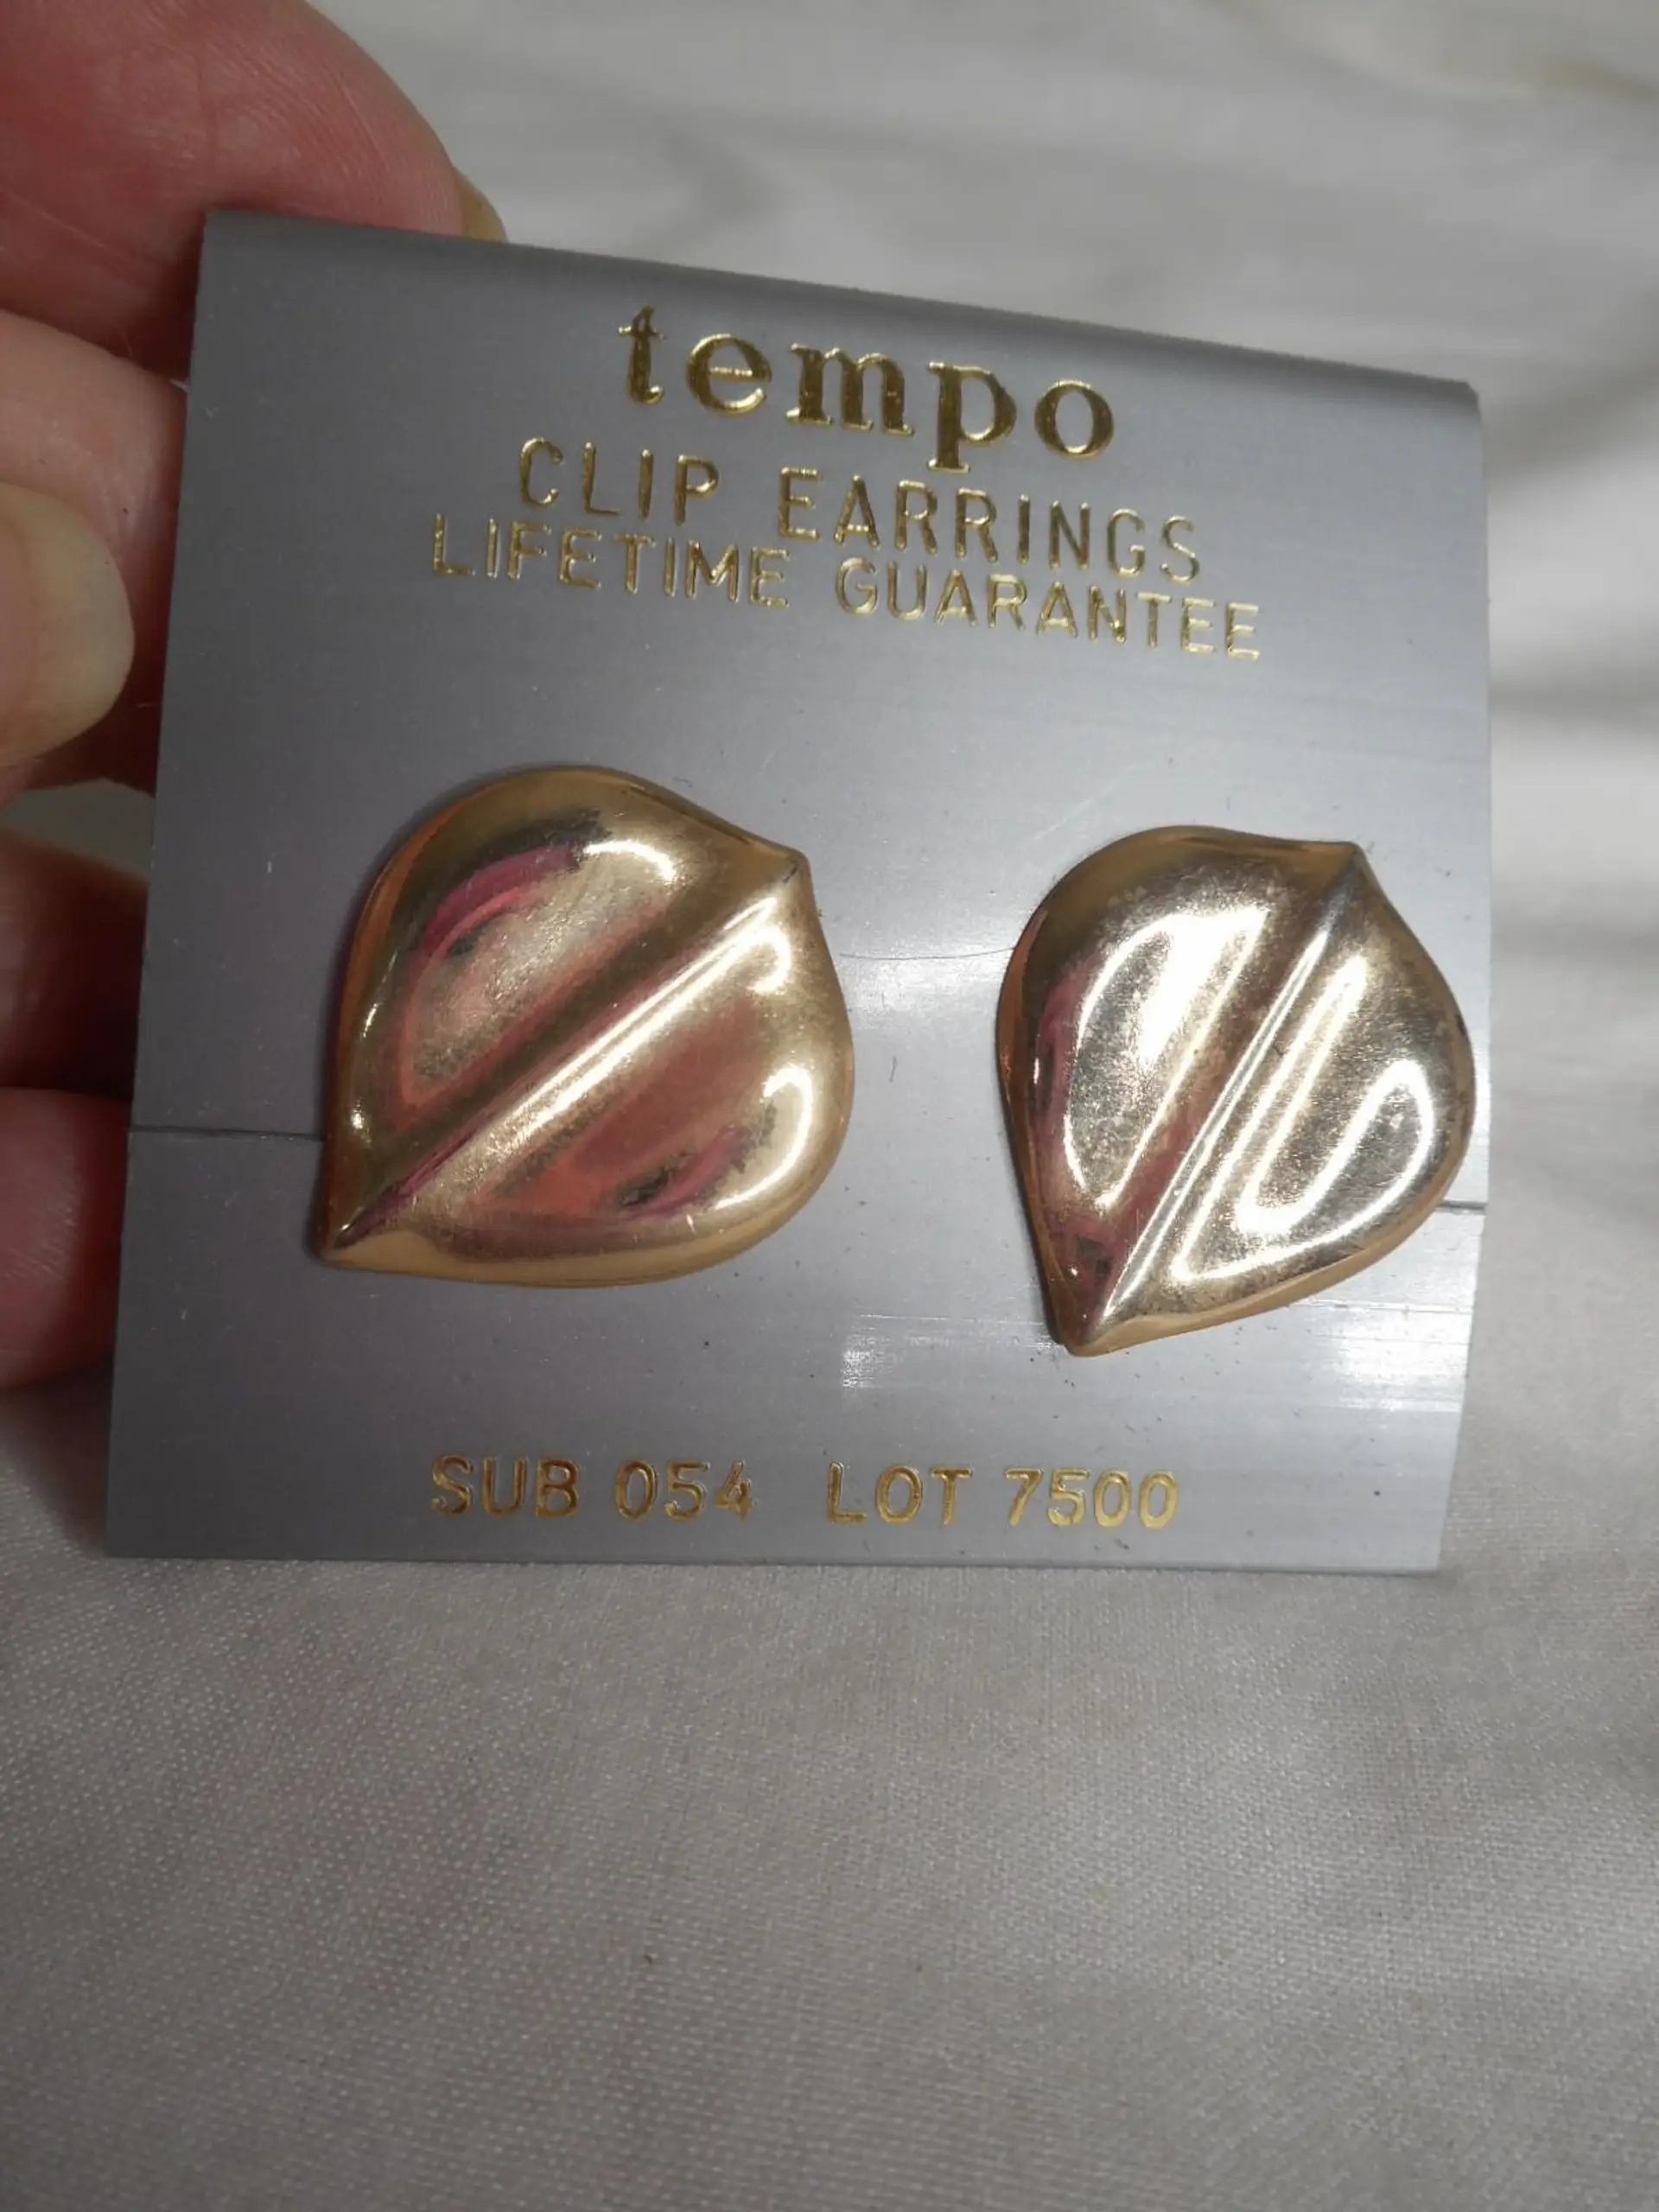 tempo
CLIP EARRINGS
LIFETIME GUARANTEE
SUB 054 LOT 7500